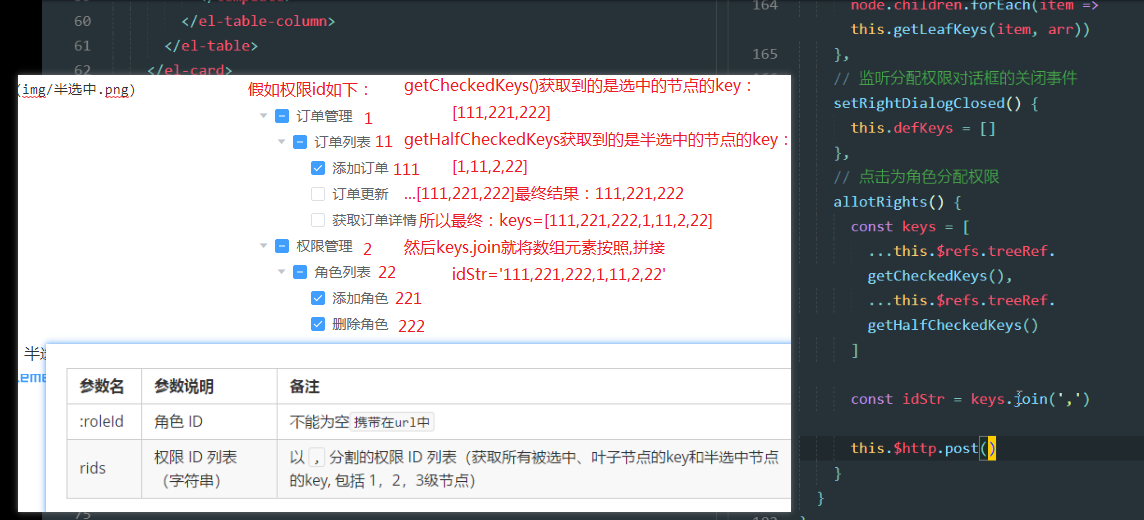 60 </el-table-column>
61 </el-table>
62 </el-card>
(img/半选中.png)
假如权限id如下：
getCheckedKeys()获取到的是选中的节点的key：
订单管理 1
[111,221,222]
订单列表 11
getHalfCheckedKeys获取到的是半选中的节点的key：
添加订单 111
[1,11,2,22]
订单更新
...[111,221,222]最终结果：111,221,222
获取订单详情
所以最终：keys=[111,221,222,1,11,2,22]
权限管理 2
然后keys.join就将数组元素按照,拼接
角色列表 22
idStr='111,221,222,1,11,2,22'
添加角色 221
删除角色 222
参数名 参数说明 备注
:roleId 角色 ID 不能为空 携带在url中
rids 权限 ID 列表（字符串） 以 , 分割的权限 ID 列表（获取所有被选中、叶子节点的key和半选中节点
的key, 包括 1，2，3级节点）
164 node.children.forEach(item =>
this.getLeafKeys(item, arr))
165 },
// 监听分配权限对话框的关闭事件
setRightDialogClosed() {
this.defKeys = []
},
// 点击为角色分配权限
allotRights() {
const keys = [
...this.$refs.treeRef.
getCheckedKeys(),
...this.$refs.treeRef.
getHalfCheckedKeys()
]
const idStr = keys.join(',')
this.$http.post()
}
}